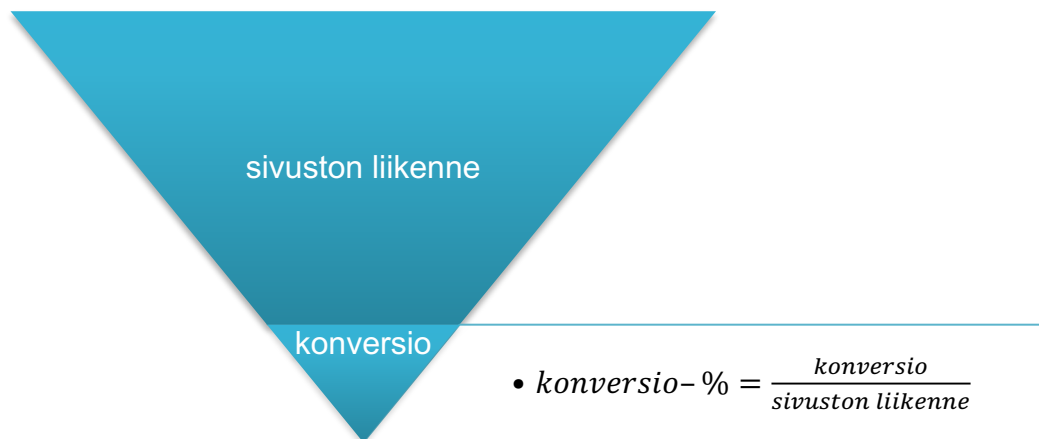 sivuston liikenne
konversio
• konversio–% = konversio / sivuston liikenne